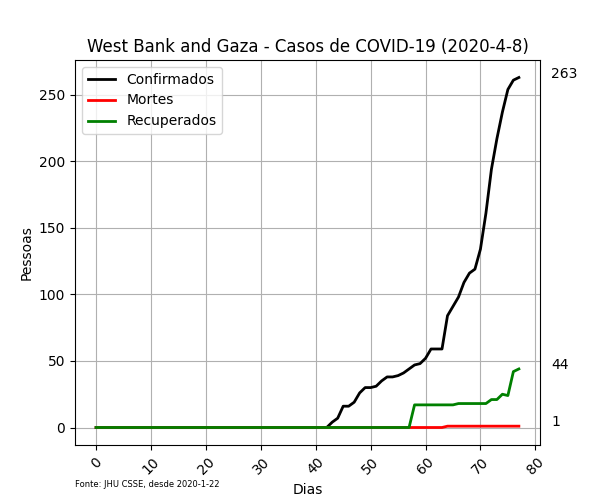 West Bank and Gaza - Casos de COVID-19 (2020-4-8)
Confirmados
Mortes
Recuperados
263
44
1
250
200
150
100
50
0
Pessoas
0 10 20 30 40 50 60 70 80
Fonte: JHU CSSE, desde 2020-1-22
Dias